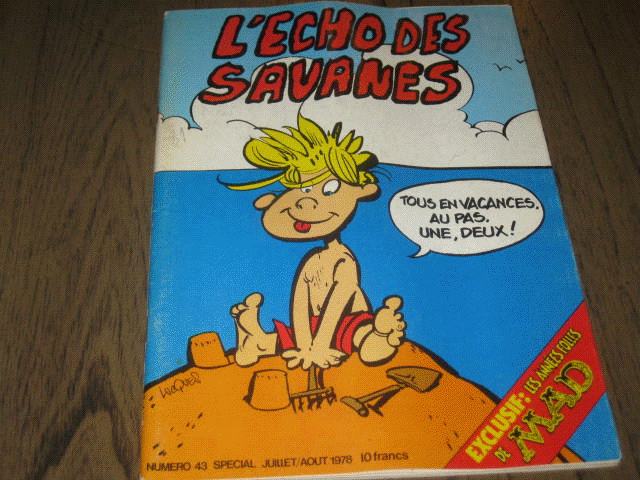 L'ECHO DES
SAVANES
TOUS EN VACANCES.
AU PAS.
UNE, DEUX!
EXCLUSIF: LES ANNEES FOLLES
DE MAD
NUMERO 43 SPECIAL JUILLET/AOUT 1978 10 francs